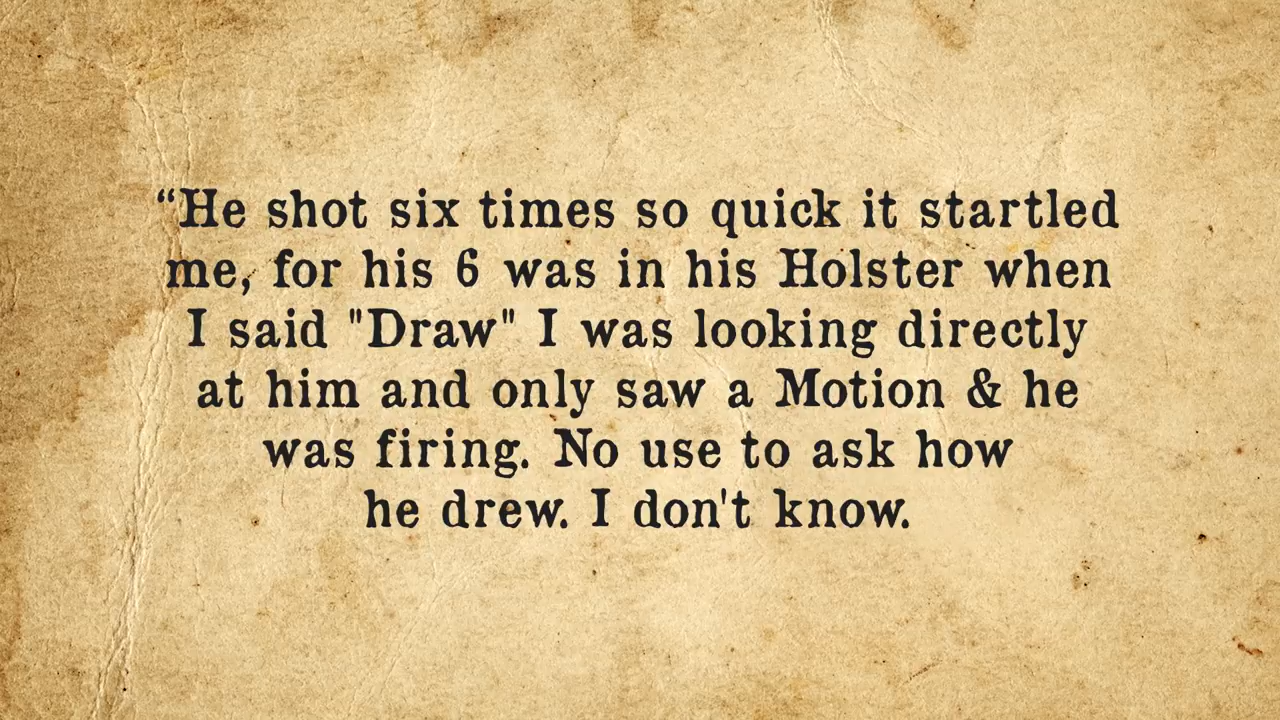 “He shot six times so quick it startled
me, for his 6 was in his Holster when
I said "Draw" I was looking directly
at him and only saw a Motion & he
was firing. No use to ask how
he drew. I don't know.